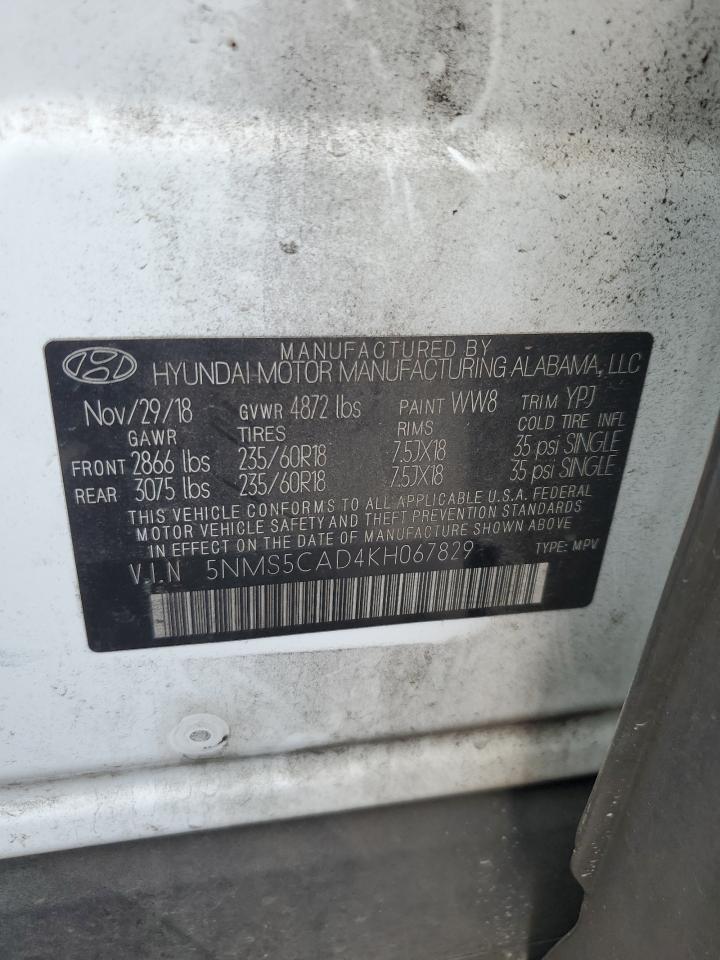 MANUFACTURED BY
HYUNDAI MOTOR MANUFACTURING ALABAMA, LLC
Nov/29/18 GVWR 4872 lbs PAINT WW8 TRIM YPJ
GAWR TIRES RIMS COLD TIRE INFL
FRONT 2866 lbs 235/60R18 7.5JX18 35 psi SINGLE
REAR 3075 lbs 235/60R18 7.5JX18 35 psi SINGLE
THIS VEHICLE CONFORMS TO ALL APPLICABLE U.S.A. FEDERAL
MOTOR VEHICLE SAFETY AND THEFT PREVENTION STANDARDS
IN EFFECT ON THE DATE OF MANUFACTURE SHOWN ABOVE
V.I.N 5NMS5CAD4KH067829 TYPE: MPV